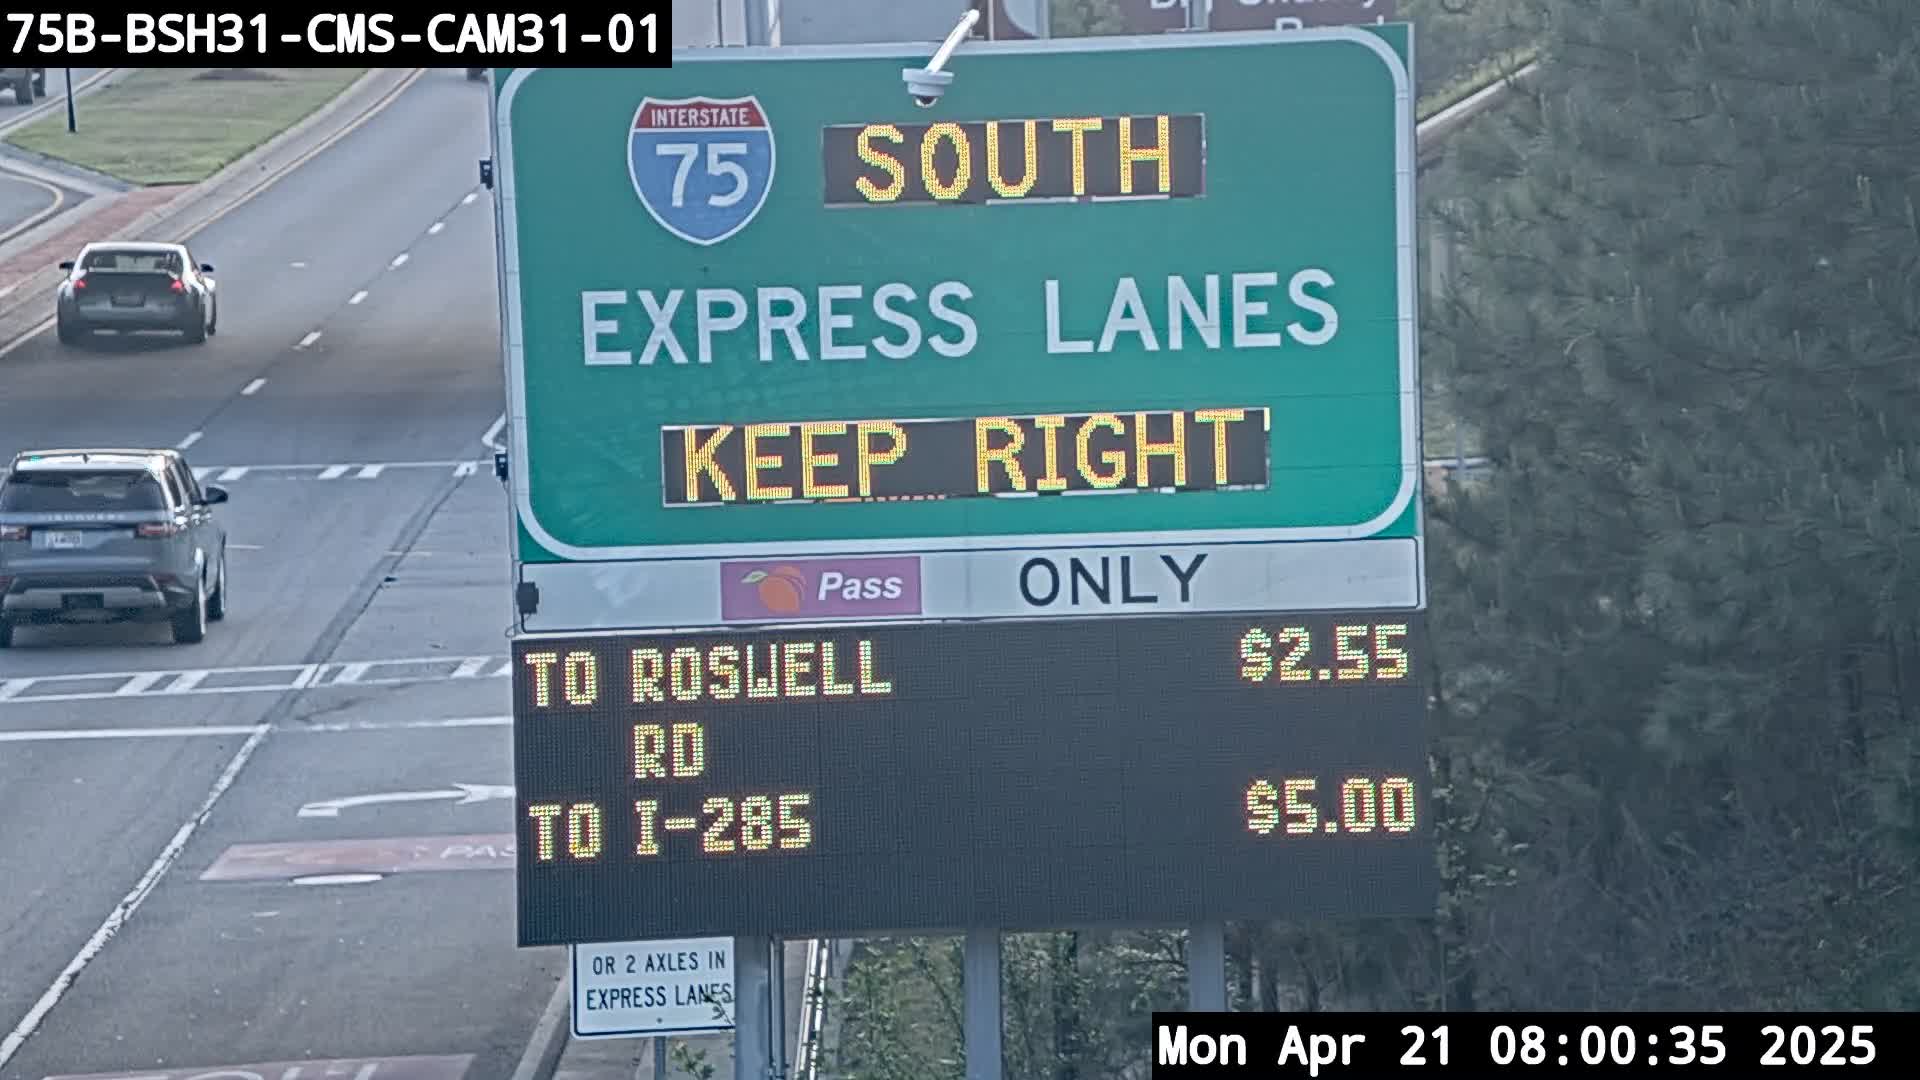 75B-BSH31-CMS-CAM31-01
INTERSTATE
75
SOUTH
EXPRESS LANES
KEEP RIGHT
Pass ONLY
TO ROSWELL $2.55
RD
TO I-285 $5.00
OR 2 AXLES IN
EXPRESS LANES
Mon Apr 21 08:00:35 2025